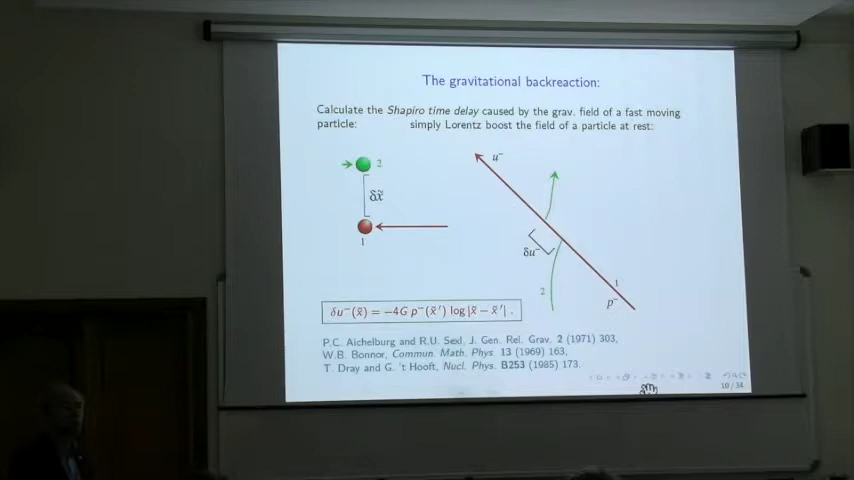 The gravitational backreaction:
Calculate the Shapiro time delay caused by the grav. field of a fast moving
particle: simply Lorentz boost the field of a particle at rest:
u⁻
2
δx̃
1
δu⁻
2
1
p⁻
δu⁻(x̃) = −4G p⁻(x̃′) log|x̃ − x̃′| .
P.C. Aichelburg and R.U. Sexl, J. Gen. Rel. Grav. 2 (1971) 303,
W.B. Bonnor, Commun. Math. Phys. 13 (1969) 163,
T. Dray and G. 't Hooft, Nucl. Phys. B253 (1985) 173.
10 / 34